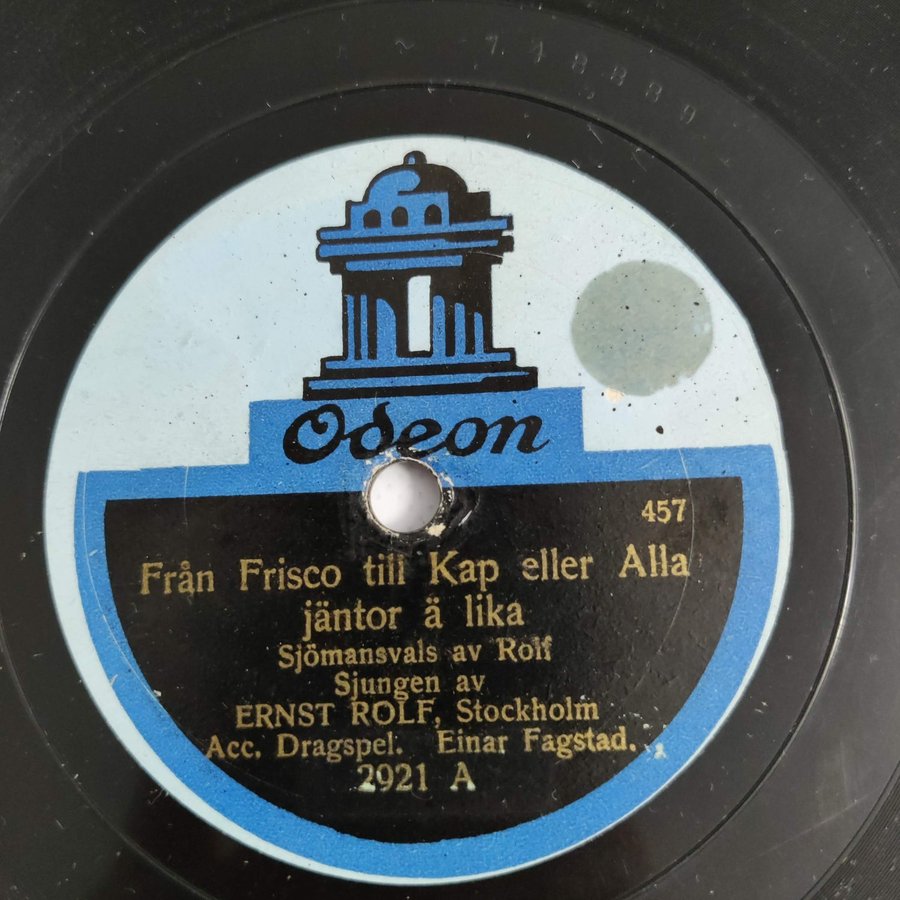 Odeon
457
Från Frisco till Kap eller Alla
jäntor ä lika
Sjömansvals av Rolf
Sjungen av
ERNST ROLF, Stockholm
Acc. Dragspel. Einar Fagstad.
2921 A